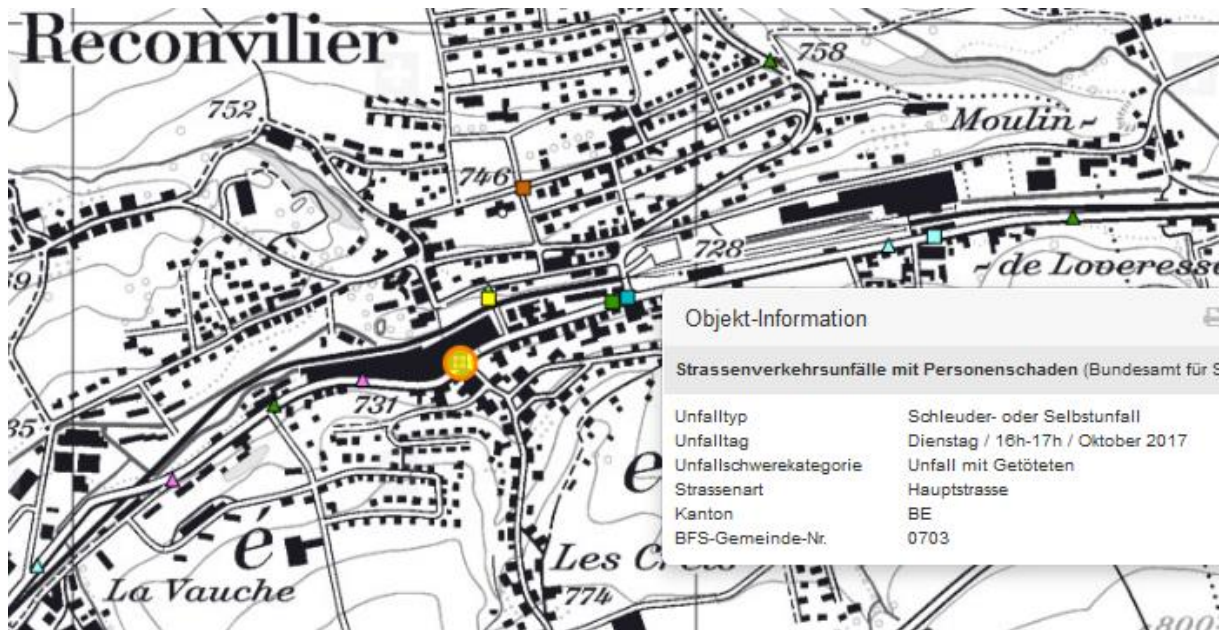 Reconvilier
758
752
Moulin-
746
728
- de Loveresse
Objekt-Information
Strassenverkehrsunfälle mit Personenschaden (Bundesamt für S
Unfalltyp Schleuder- oder Selbstunfall
Unfalltag Dienstag / 16h-17h / Oktober 2017
Unfallschwerekategorie Unfall mit Getöteten
Strassenart Hauptstrasse
Kanton BE
BFS-Gemeinde-Nr. 0703
731
é
La Vauche
774
800